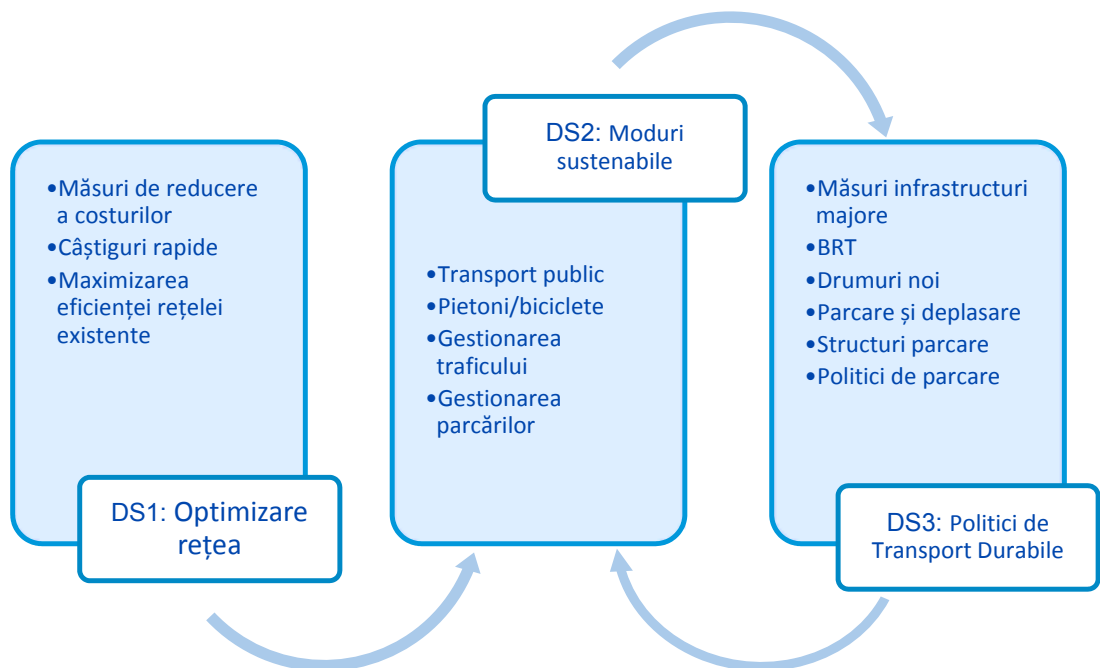 •Măsuri de reducere
a costurilor
•Câștiguri rapide
•Maximizarea
eficienței rețelei
existente
DS1: Optimizare
rețea
DS2: Moduri
sustenabile
•Transport public
•Pietoni/biciclete
•Gestionarea
traficului
•Gestionarea
parcărilor
•Măsuri infrastructuri
majore
•BRT
•Drumuri noi
•Parcare și deplasare
•Structuri parcare
•Politici de parcare
DS3: Politici de
Transport Durabile